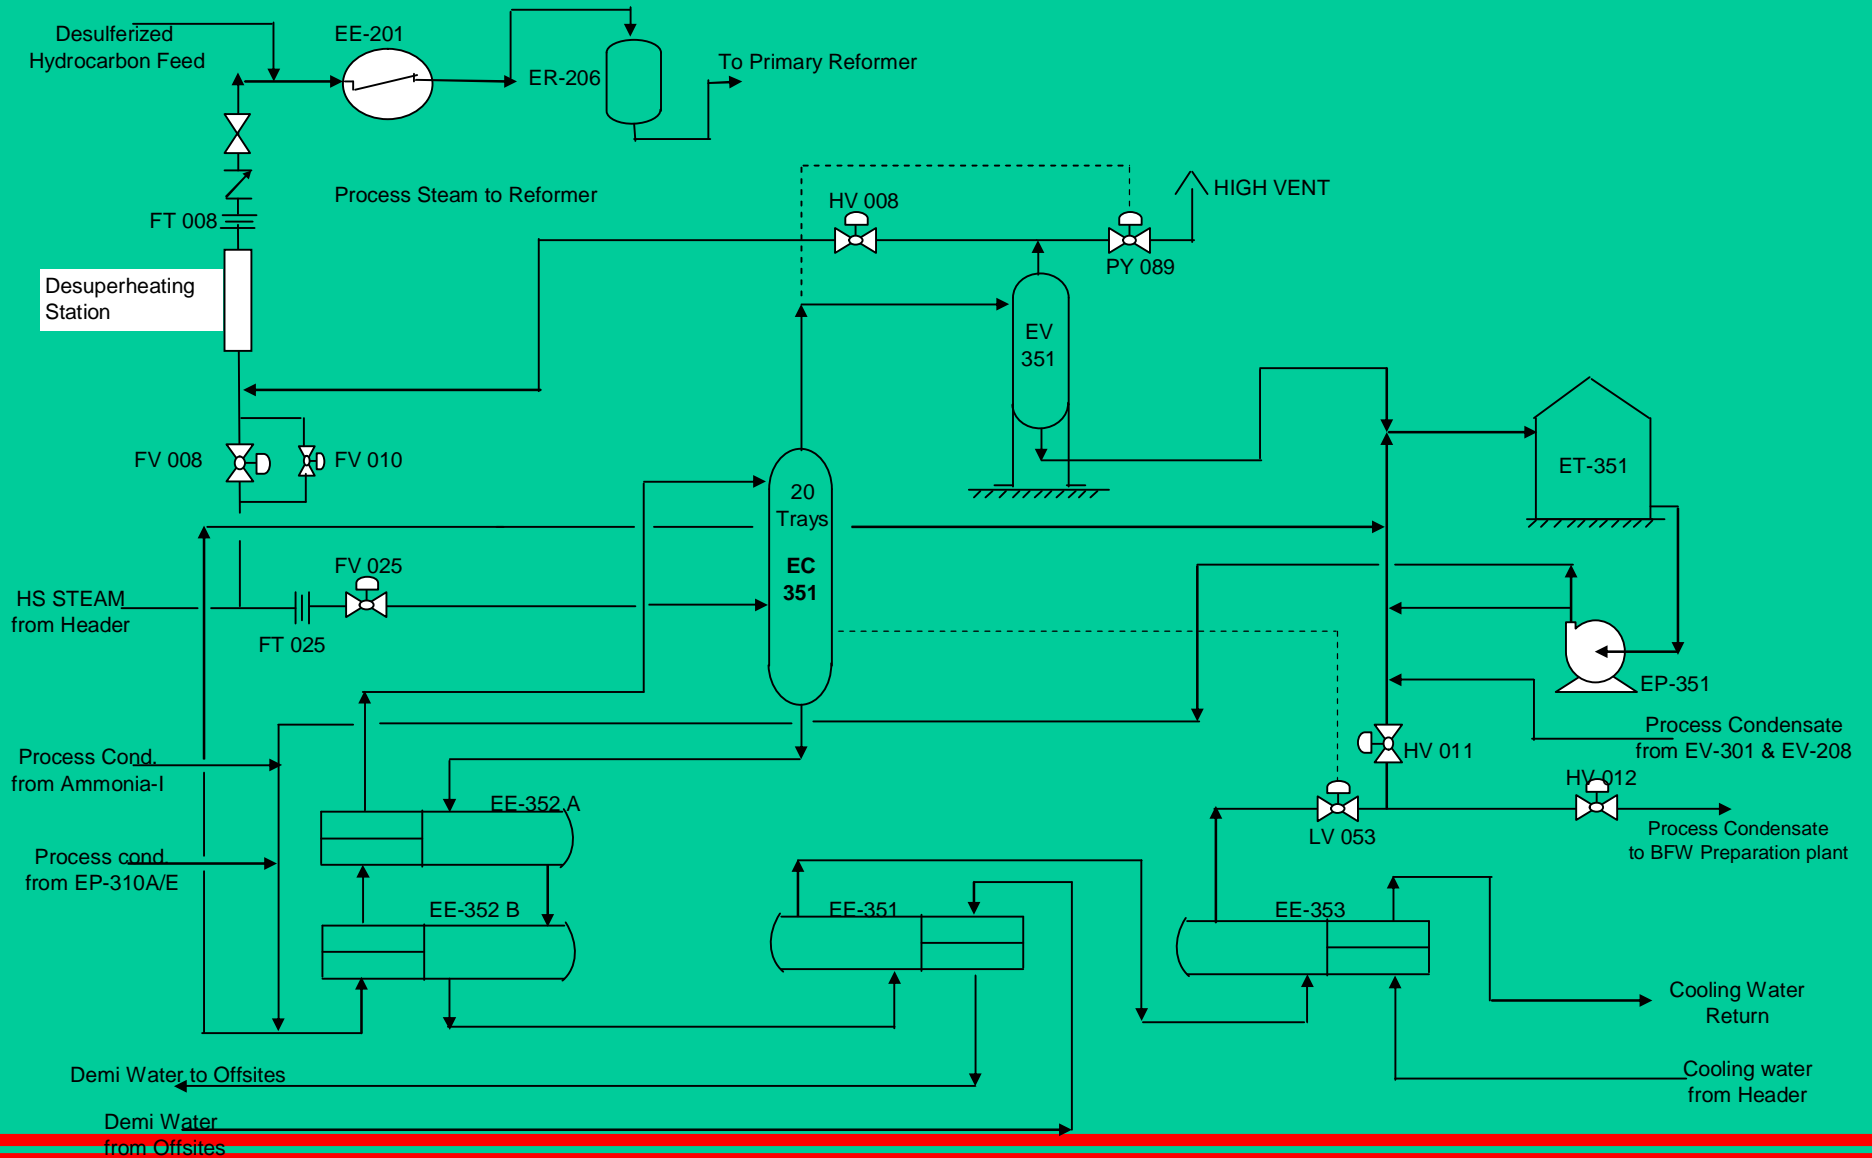 Desulferized
Hydrocarbon Feed
EE-201
ER-206
To Primary Reformer
Process Steam to Reformer
FT 008
HV 008
HIGH VENT
PY 089
Desuperheating
Station
EV
351
FV 008
FV 010
ET-351
20
Trays
EC
351
FV 025
HS STEAM
from Header
FT 025
EP-351
Process Condensate
from EV-301 & EV-208
HV 011
Process Cond.
from Ammonia-I
HV 012
EE-352 A
LV 053
Process Condensate
to BFW Preparation plant
Process cond.
from EP-310A/E
EE-352 B
EE-351
EE-353
Cooling Water
Return
Demi Water to Offsites
Cooling water
from Header
Demi Water
from Offsites